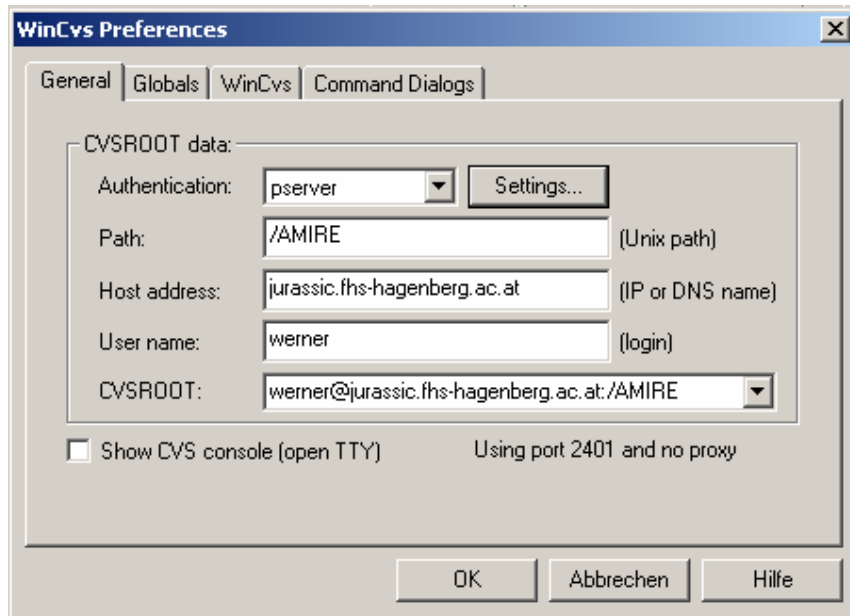 WinCvs Preferences
General Globals WinCvs Command Dialogs
CVSROOT data:
Authentication: pserver Settings...
Path: /AMIRE (Unix path)
Host address: jurassic.fhs-hagenberg.ac.at (IP or DNS name)
User name: werner (login)
CVSROOT: werner@jurassic.fhs-hagenberg.ac.at:/AMIRE
Show CVS console (open TTY) Using port 2401 and no proxy
OK Abbrechen Hilfe